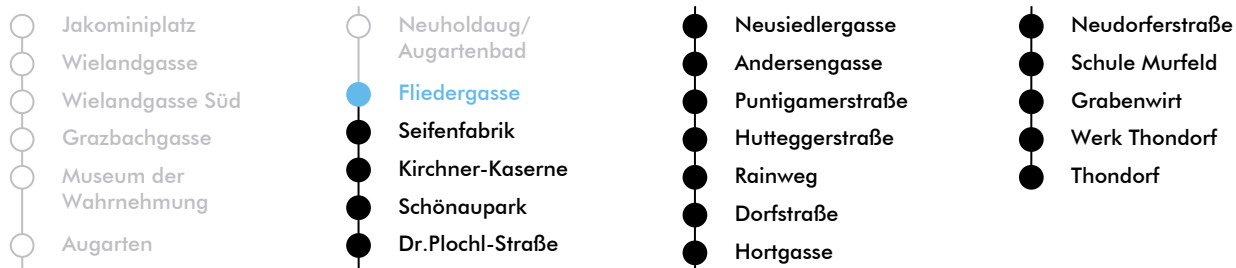 Jakominiplatz
Wielandgasse
Wielandgasse Süd
Grazbachgasse
Museum der
Wahrnehmung
Augarten
Neuholdaug/
Augartenbad
Fliedergasse
Seifenfabrik
Kirchner-Kaserne
Schönaupark
Dr.Plochl-Straße
Neusiedlergasse
Andersengasse
Puntigamerstraße
Hutteggerstraße
Rainweg
Dorfstraße
Hortgasse
Neudorferstraße
Schule Murfeld
Grabenwirt
Werk Thondorf
Thondorf